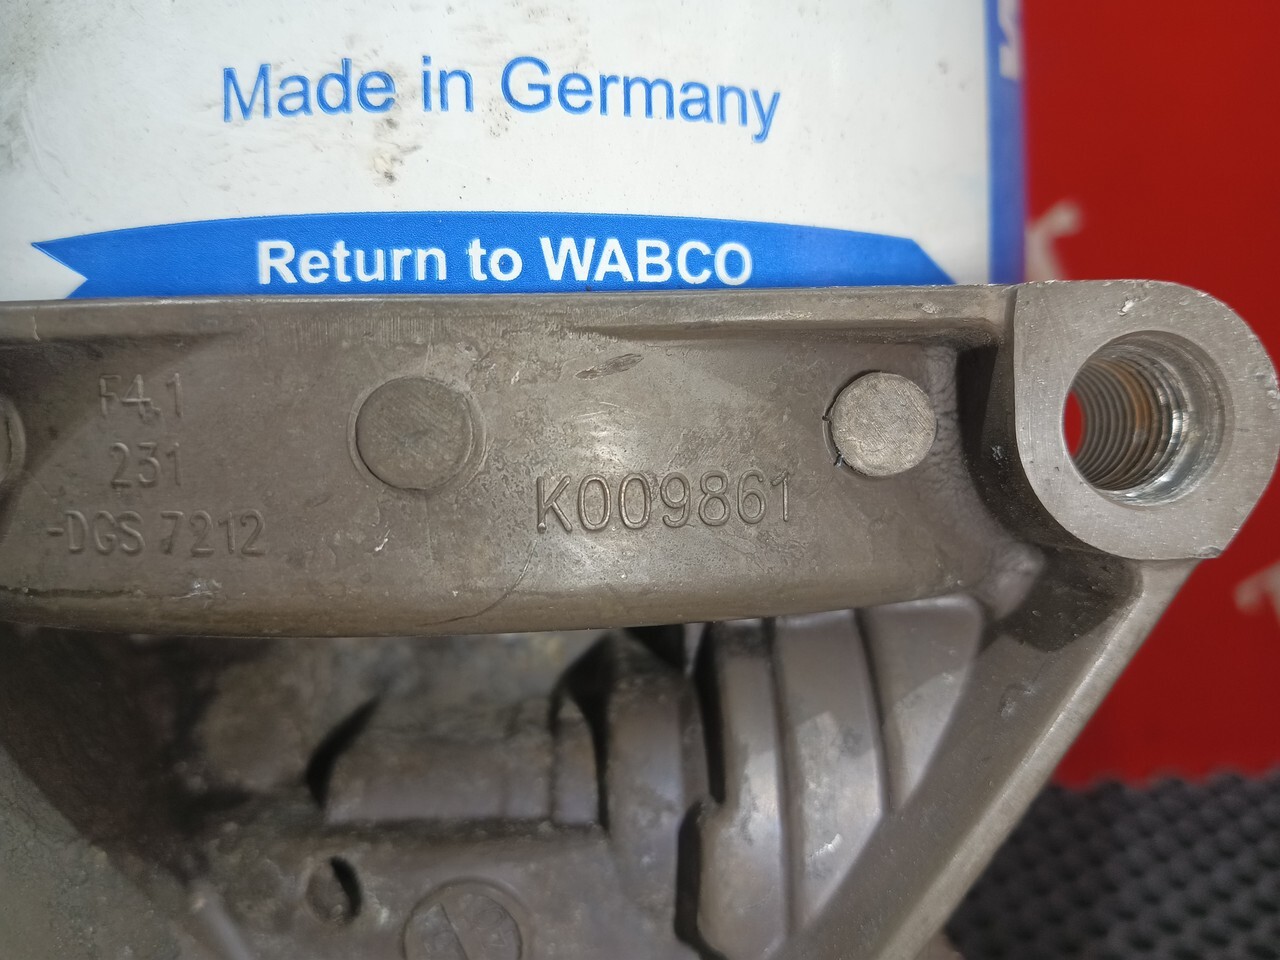 Made in Germany
Return to WABCO
F4.1
231
-DGS 7212
K009861